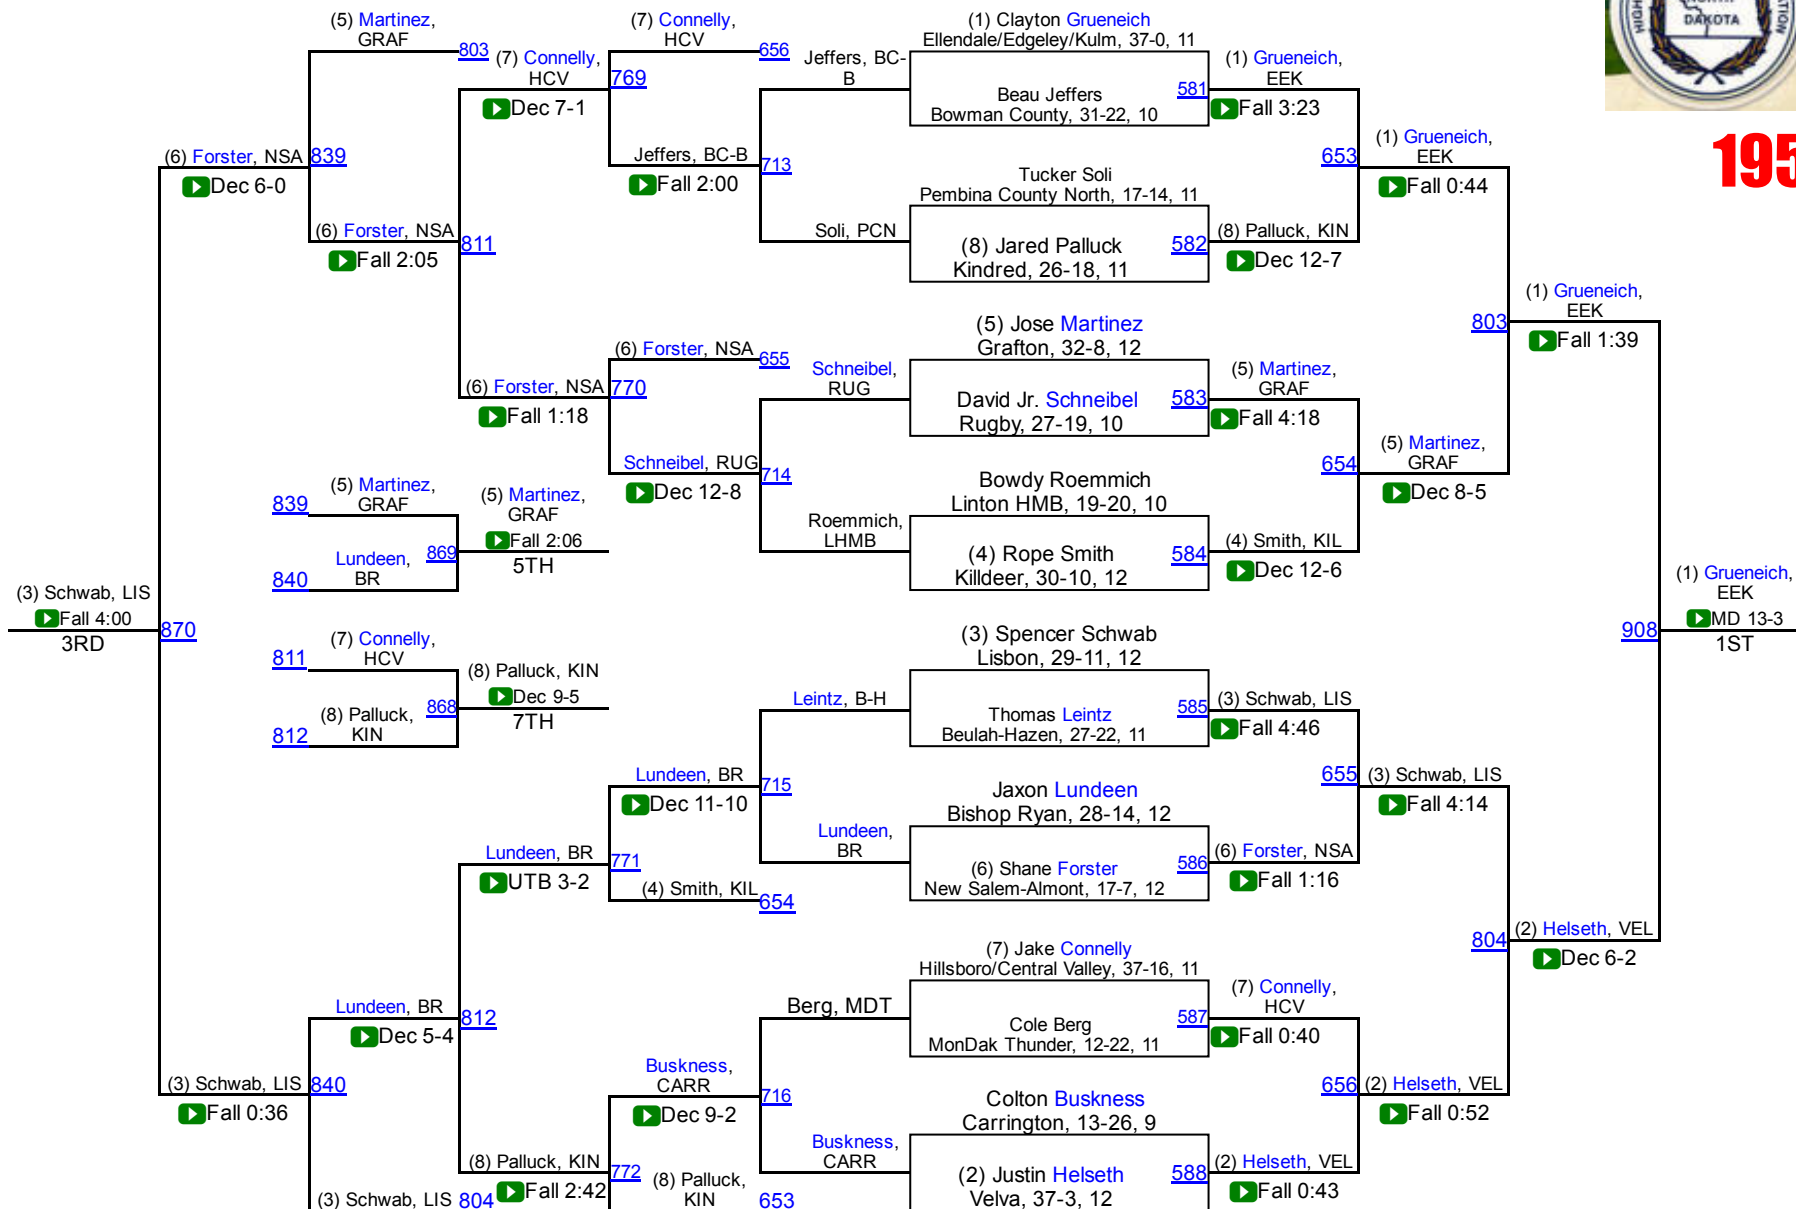 (5) Martinez,
GRAF
803
(7) Connelly,
HCV
Dec 7-1
(7) Connelly,
HCV
656
769
Jeffers, BC-
B
(1) Clayton Grueneich
Ellendale/Edgeley/Kulm, 37-0, 11
Beau Jeffers
Bowman County, 31-22, 10
581
(1) Grueneich,
EEK
Fall 3:23
DAKOTA
195
(6) Forster, NSA
839
Dec 6-0
Jeffers, BC-B
713
Fall 2:00
Tucker Soli
Pembina County North, 17-14, 11
653
(1) Grueneich,
EEK
Fall 0:44
(6) Forster, NSA
811
Fall 2:05
Soli, PCN
(8) Jared Palluck
Kindred, 26-18, 11
582
(8) Palluck, KIN
Dec 12-7
803
(1) Grueneich,
EEK
Fall 1:39
(6) Forster, NSA
655
(5) Jose Martinez
Grafton, 32-8, 12
(6) Forster, NSA
770
Fall 1:18
Schneibel,
RUG
David Jr. Schneibel
Rugby, 27-19, 10
583
(5) Martinez,
GRAF
Fall 4:18
Schneibel, RUG
714
Dec 12-8
654
(5) Martinez,
GRAF
Dec 8-5
839
(5) Martinez,
GRAF
(5) Martinez,
GRAF
Fall 2:06
5TH
Lundeen,
BR
869
840
Bowdy Roemmich
Linton HMB, 19-20, 10
Roemmich,
LHMB
(4) Rope Smith
Killdeer, 30-10, 12
584
(4) Smith, KIL
Dec 12-6
(3) Schwab, LIS
Fall 4:00
3RD
870
908
(1) Grueneich,
EEK
MD 13-3
1ST
811
(7) Connelly,
HCV
(8) Palluck, KIN
Dec 9-5
7TH
(8) Palluck,
KIN
868
812
(3) Spencer Schwab
Lisbon, 29-11, 12
Leintz, B-H
Thomas Leintz
Beulah-Hazen, 27-22, 11
585
(3) Schwab, LIS
Fall 4:46
Lundeen, BR
715
Dec 11-10
Jaxon Lundeen
Bishop Ryan, 28-14, 12
655
(3) Schwab, LIS
Fall 4:14
Lundeen, BR
771
UTB 3-2
Lundeen,
BR
(6) Shane Forster
New Salem-Almont, 17-7, 12
586
(6) Forster, NSA
Fall 1:16
(4) Smith, KIL
654
804
(2) Helseth, VEL
Dec 6-2
(7) Jake Connelly
Hillsboro/Central Valley, 37-16, 11
Lundeen, BR
812
Dec 5-4
Berg, MDT
Cole Berg
MonDak Thunder, 12-22, 11
587
(7) Connelly,
HCV
Fall 0:40
(3) Schwab, LIS
840
Fall 0:36
Buskness,
CARR
716
Dec 9-2
Colton Buskness
Carrington, 13-26, 9
656
(2) Helseth, VEL
Fall 0:52
(8) Palluck, KIN
772
Fall 2:42
Buskness,
CARR
(2) Justin Helseth
Velva, 37-3, 12
588
(2) Helseth, VEL
Fall 0:43
(3) Schwab, LIS
804
(8) Palluck,
KIN
653